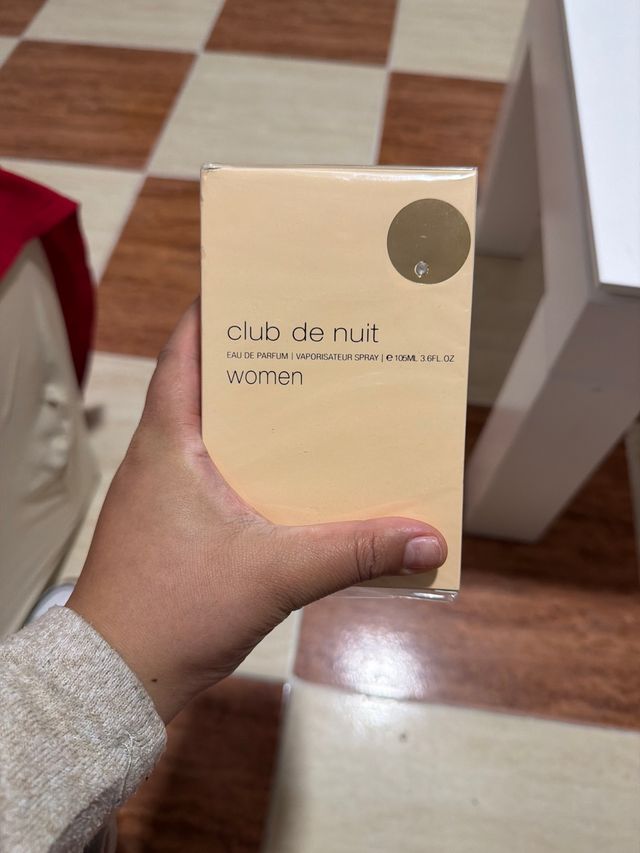 club de nuit
EAU DE PARFUM | VAPORISATEUR SPRAY | ℮ 105ML 3.6FL.OZ
women